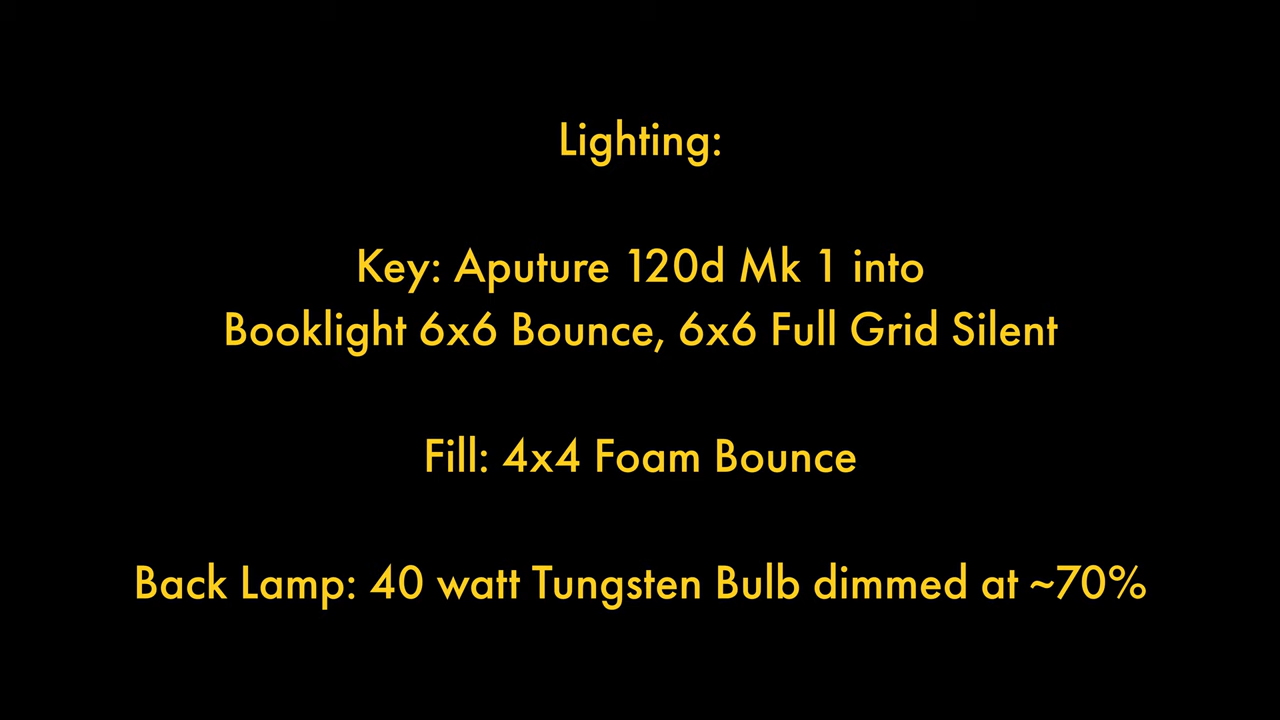 Lighting:
Key: Aputure 120d Mk 1 into
Booklight 6x6 Bounce, 6x6 Full Grid Silent
Fill: 4x4 Foam Bounce
Back Lamp: 40 watt Tungsten Bulb dimmed at ~70%